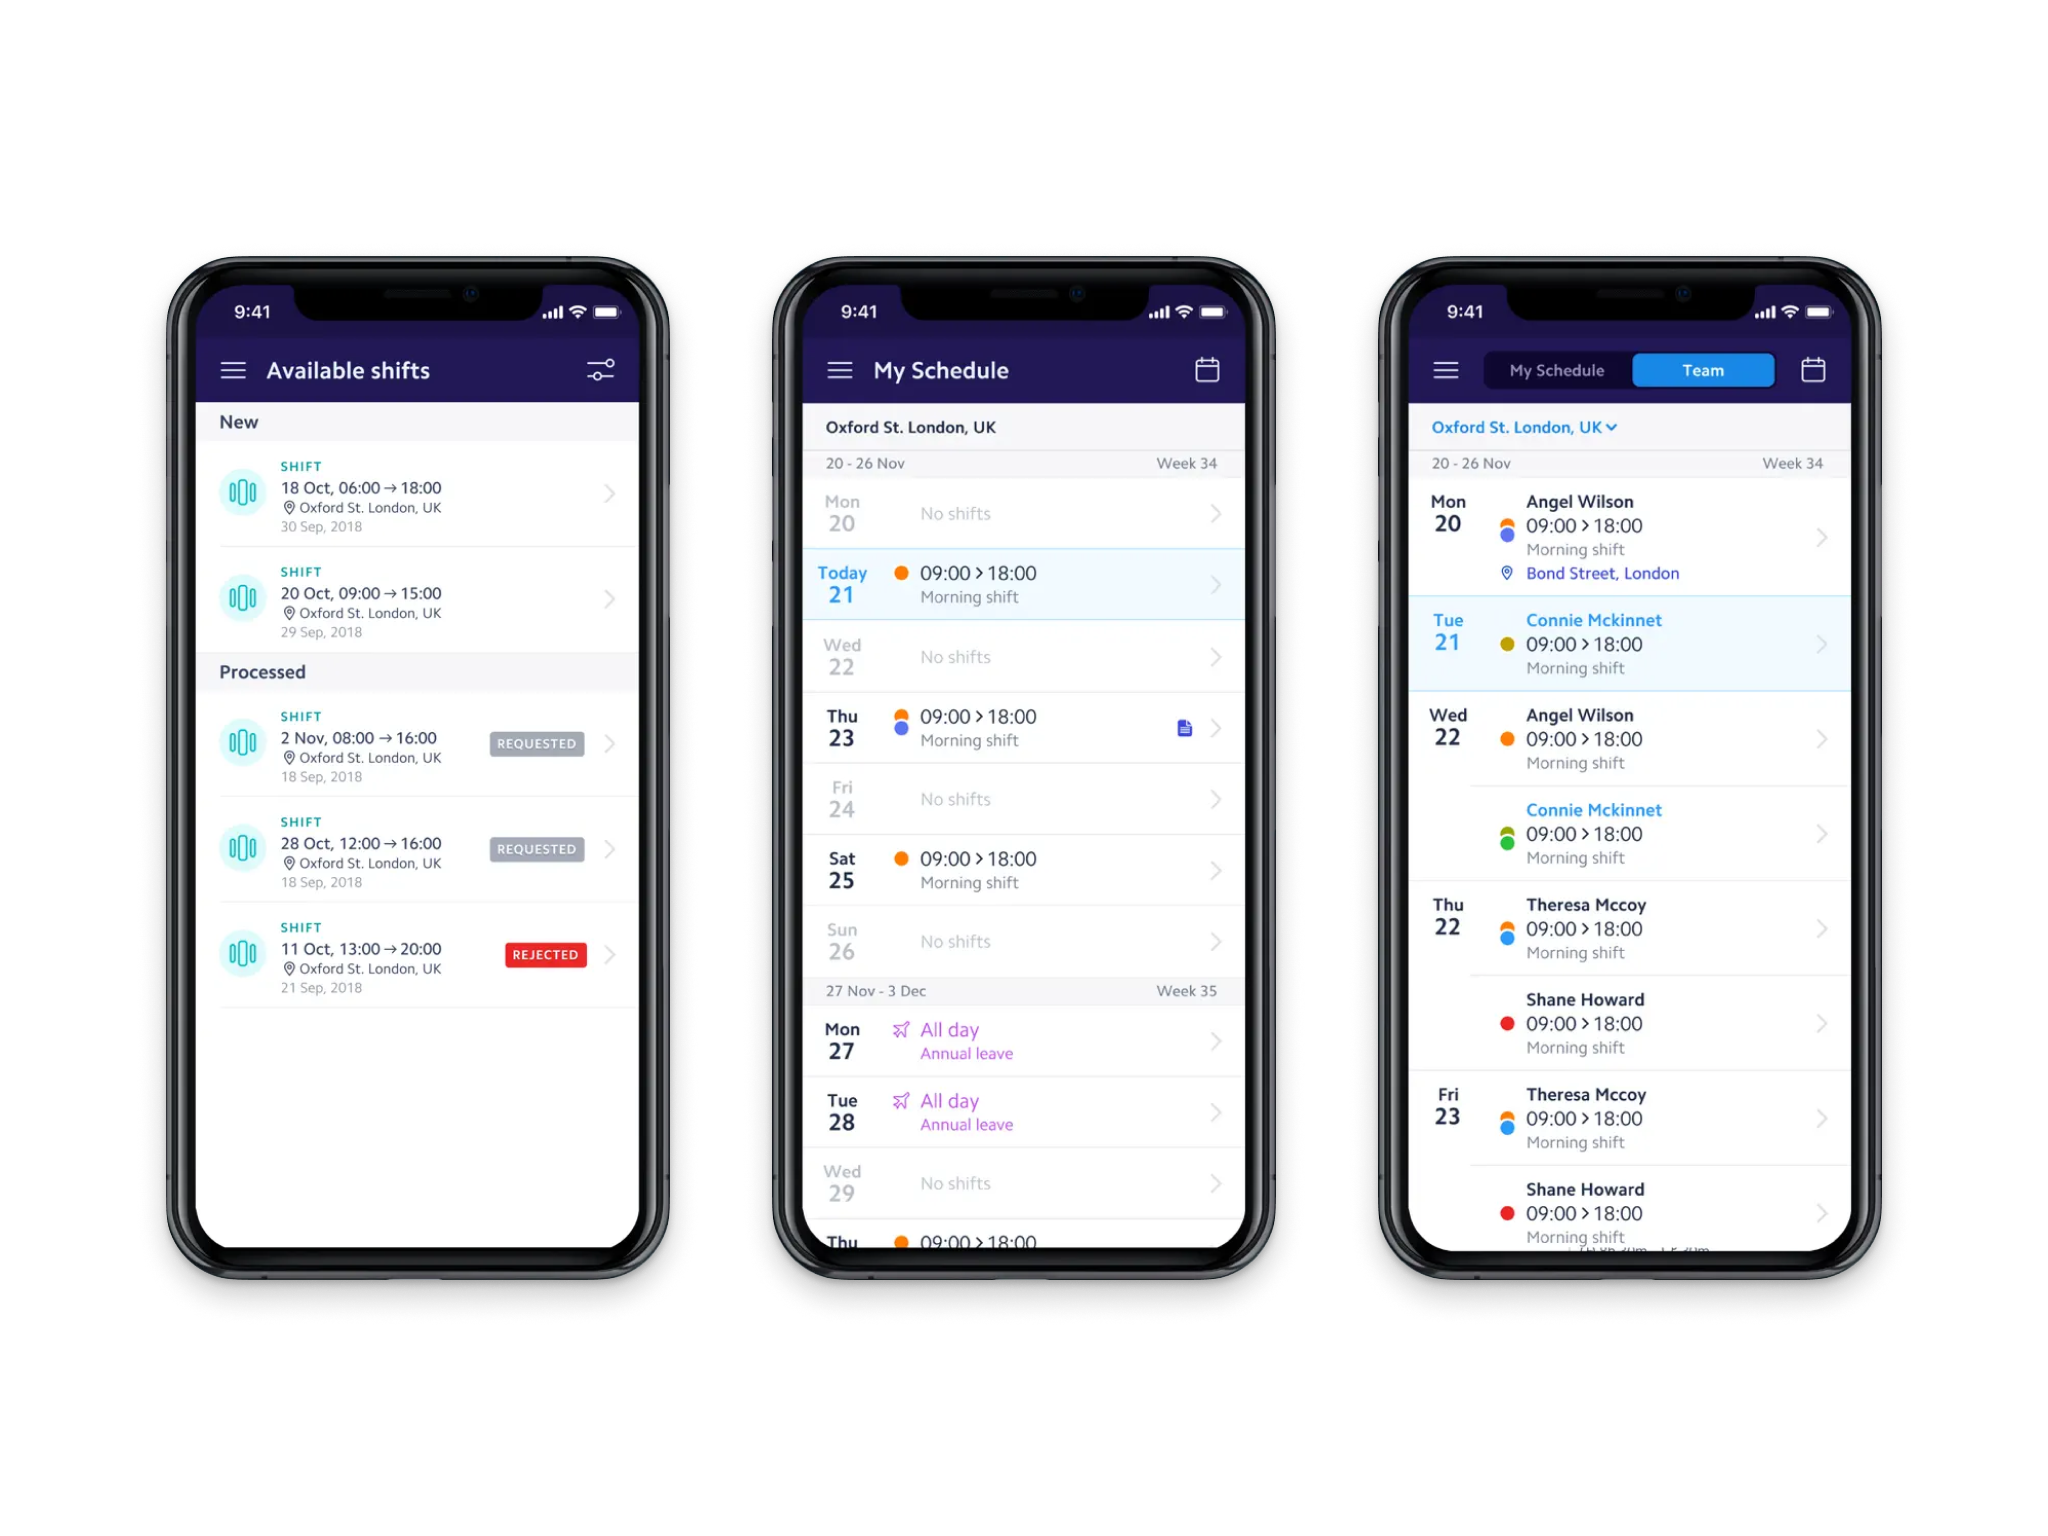 9:41
Available shifts
New
SHIFT
18 Oct, 06:00 → 18:00
Oxford St. London, UK
30 Sep, 2018
SHIFT
20 Oct, 09:00 → 15:00
Oxford St. London, UK
29 Sep, 2018
Processed
SHIFT
2 Nov, 08:00 → 16:00
REQUESTED
Oxford St. London, UK
18 Sep, 2018
SHIFT
28 Oct, 12:00 → 16:00
REQUESTED
Oxford St. London, UK
18 Sep, 2018
SHIFT
11 Oct, 13:00 → 20:00
REJECTED
Oxford St. London, UK
21 Sep, 2018
9:41
My Schedule
Oxford St. London, UK
20 - 26 Nov Week 34
Mon
20
No shifts
Today
21
09:00 > 18:00
Morning shift
Wed
22
No shifts
Thu
23
09:00 > 18:00
Morning shift
Fri
24
No shifts
Sat
25
09:00 > 18:00
Morning shift
Sun
26
No shifts
27 Nov - 3 Dec Week 35
Mon
27
All day
Annual leave
Tue
28
All day
Annual leave
Wed
29
No shifts
Thu
09:00 > 18:00
9:41
My Schedule Team
Oxford St. London, UK
20 - 26 Nov Week 34
Mon
20
Angel Wilson
09:00 > 18:00
Morning shift
Bond Street, London
Tue
21
Connie Mckinnet
09:00 > 18:00
Morning shift
Wed
22
Angel Wilson
09:00 > 18:00
Morning shift
Connie Mckinnet
09:00 > 18:00
Morning shift
Thu
22
Theresa Mccoy
09:00 > 18:00
Morning shift
Shane Howard
09:00 > 18:00
Morning shift
Fri
23
Theresa Mccoy
09:00 > 18:00
Morning shift
Shane Howard
09:00 > 18:00
Morning shift